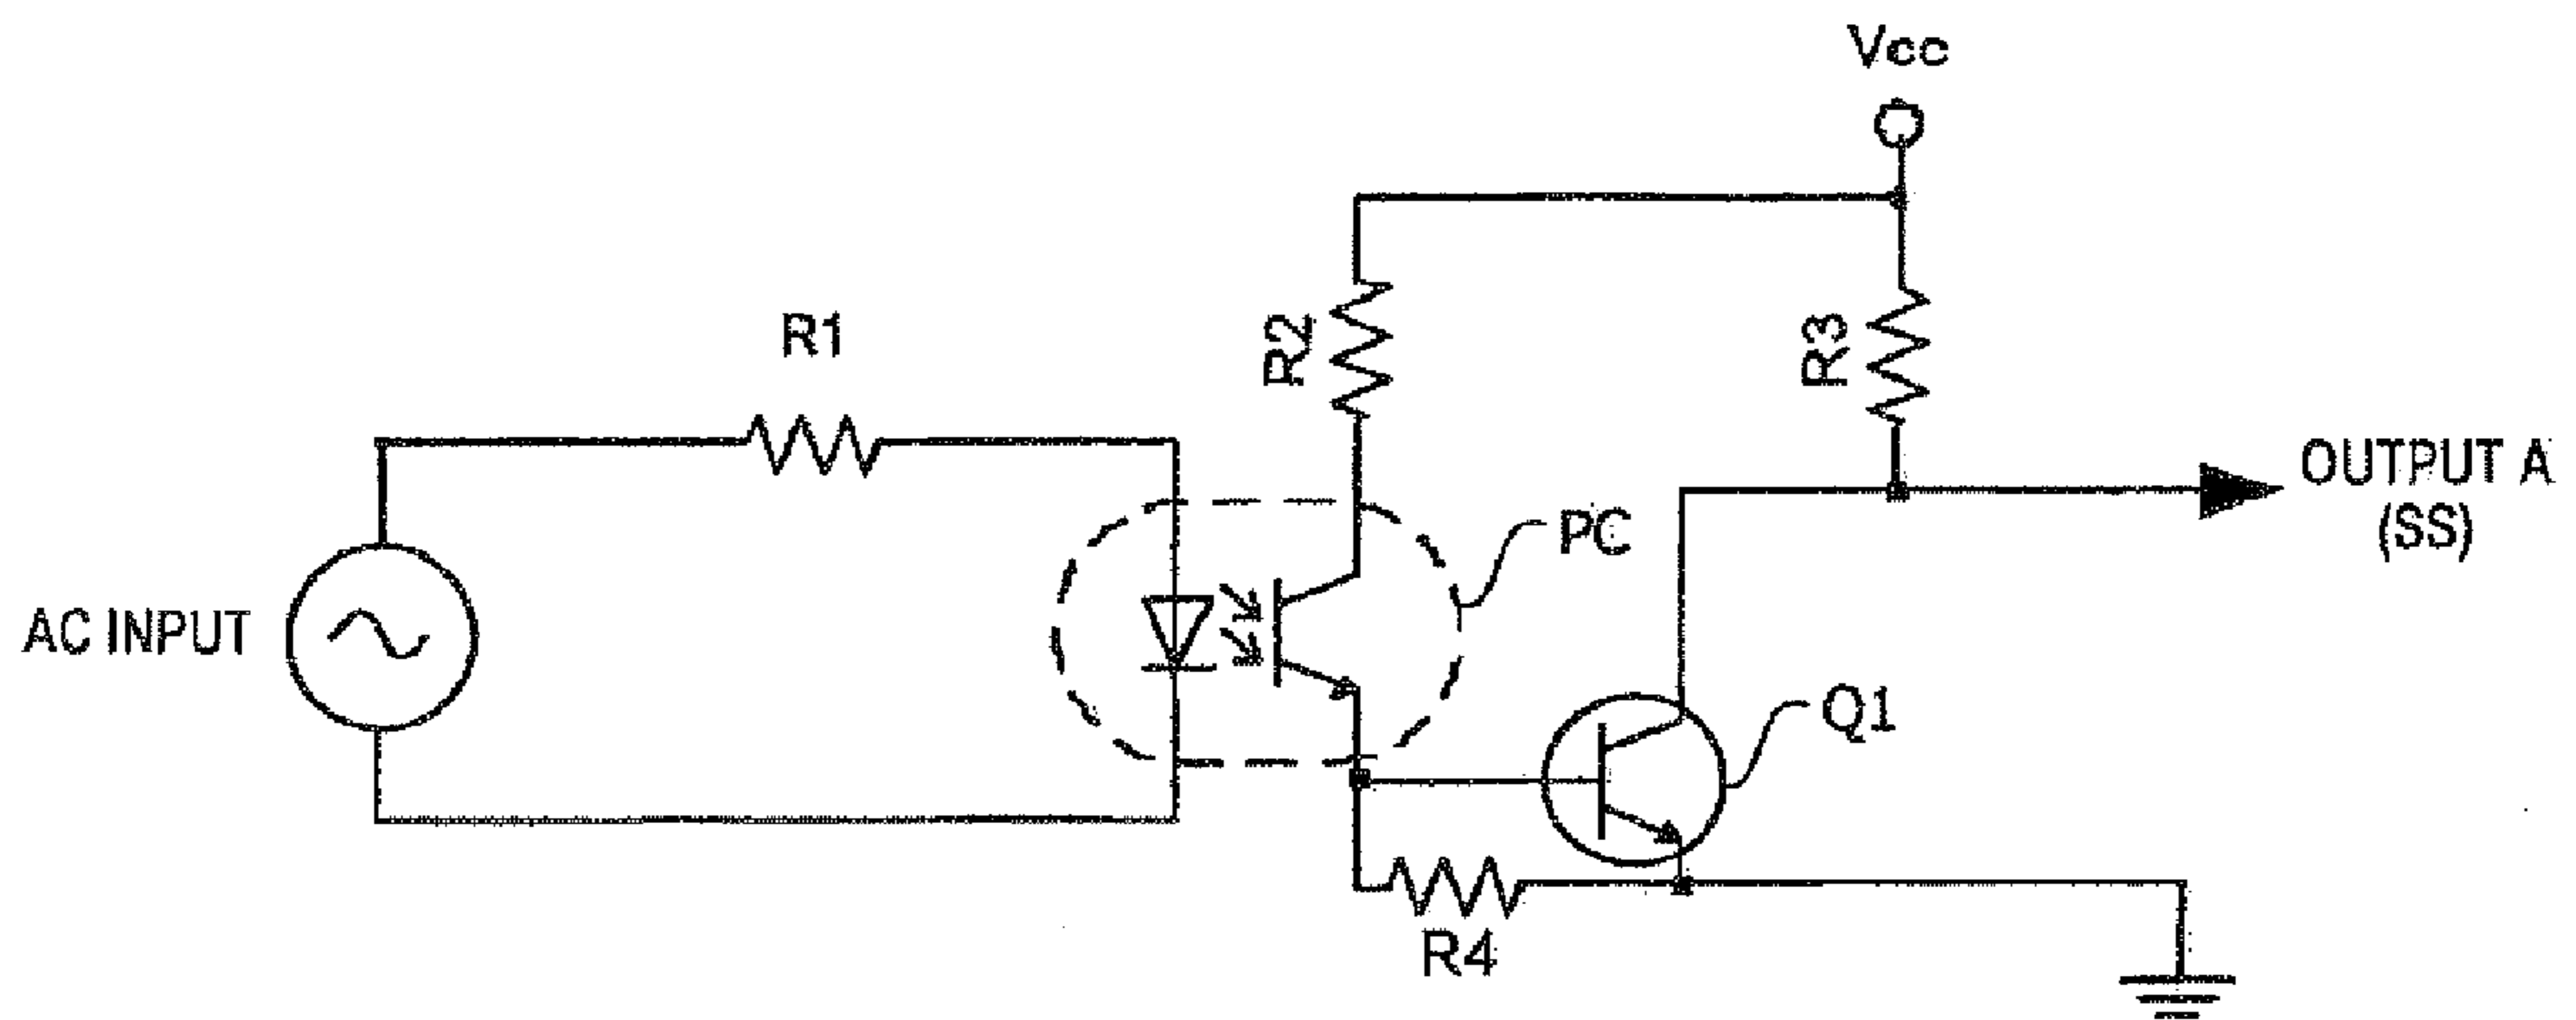 Vcc
R1
R2
R3
OUTPUT A
(SS)
PC
AC INPUT
Q1
R4